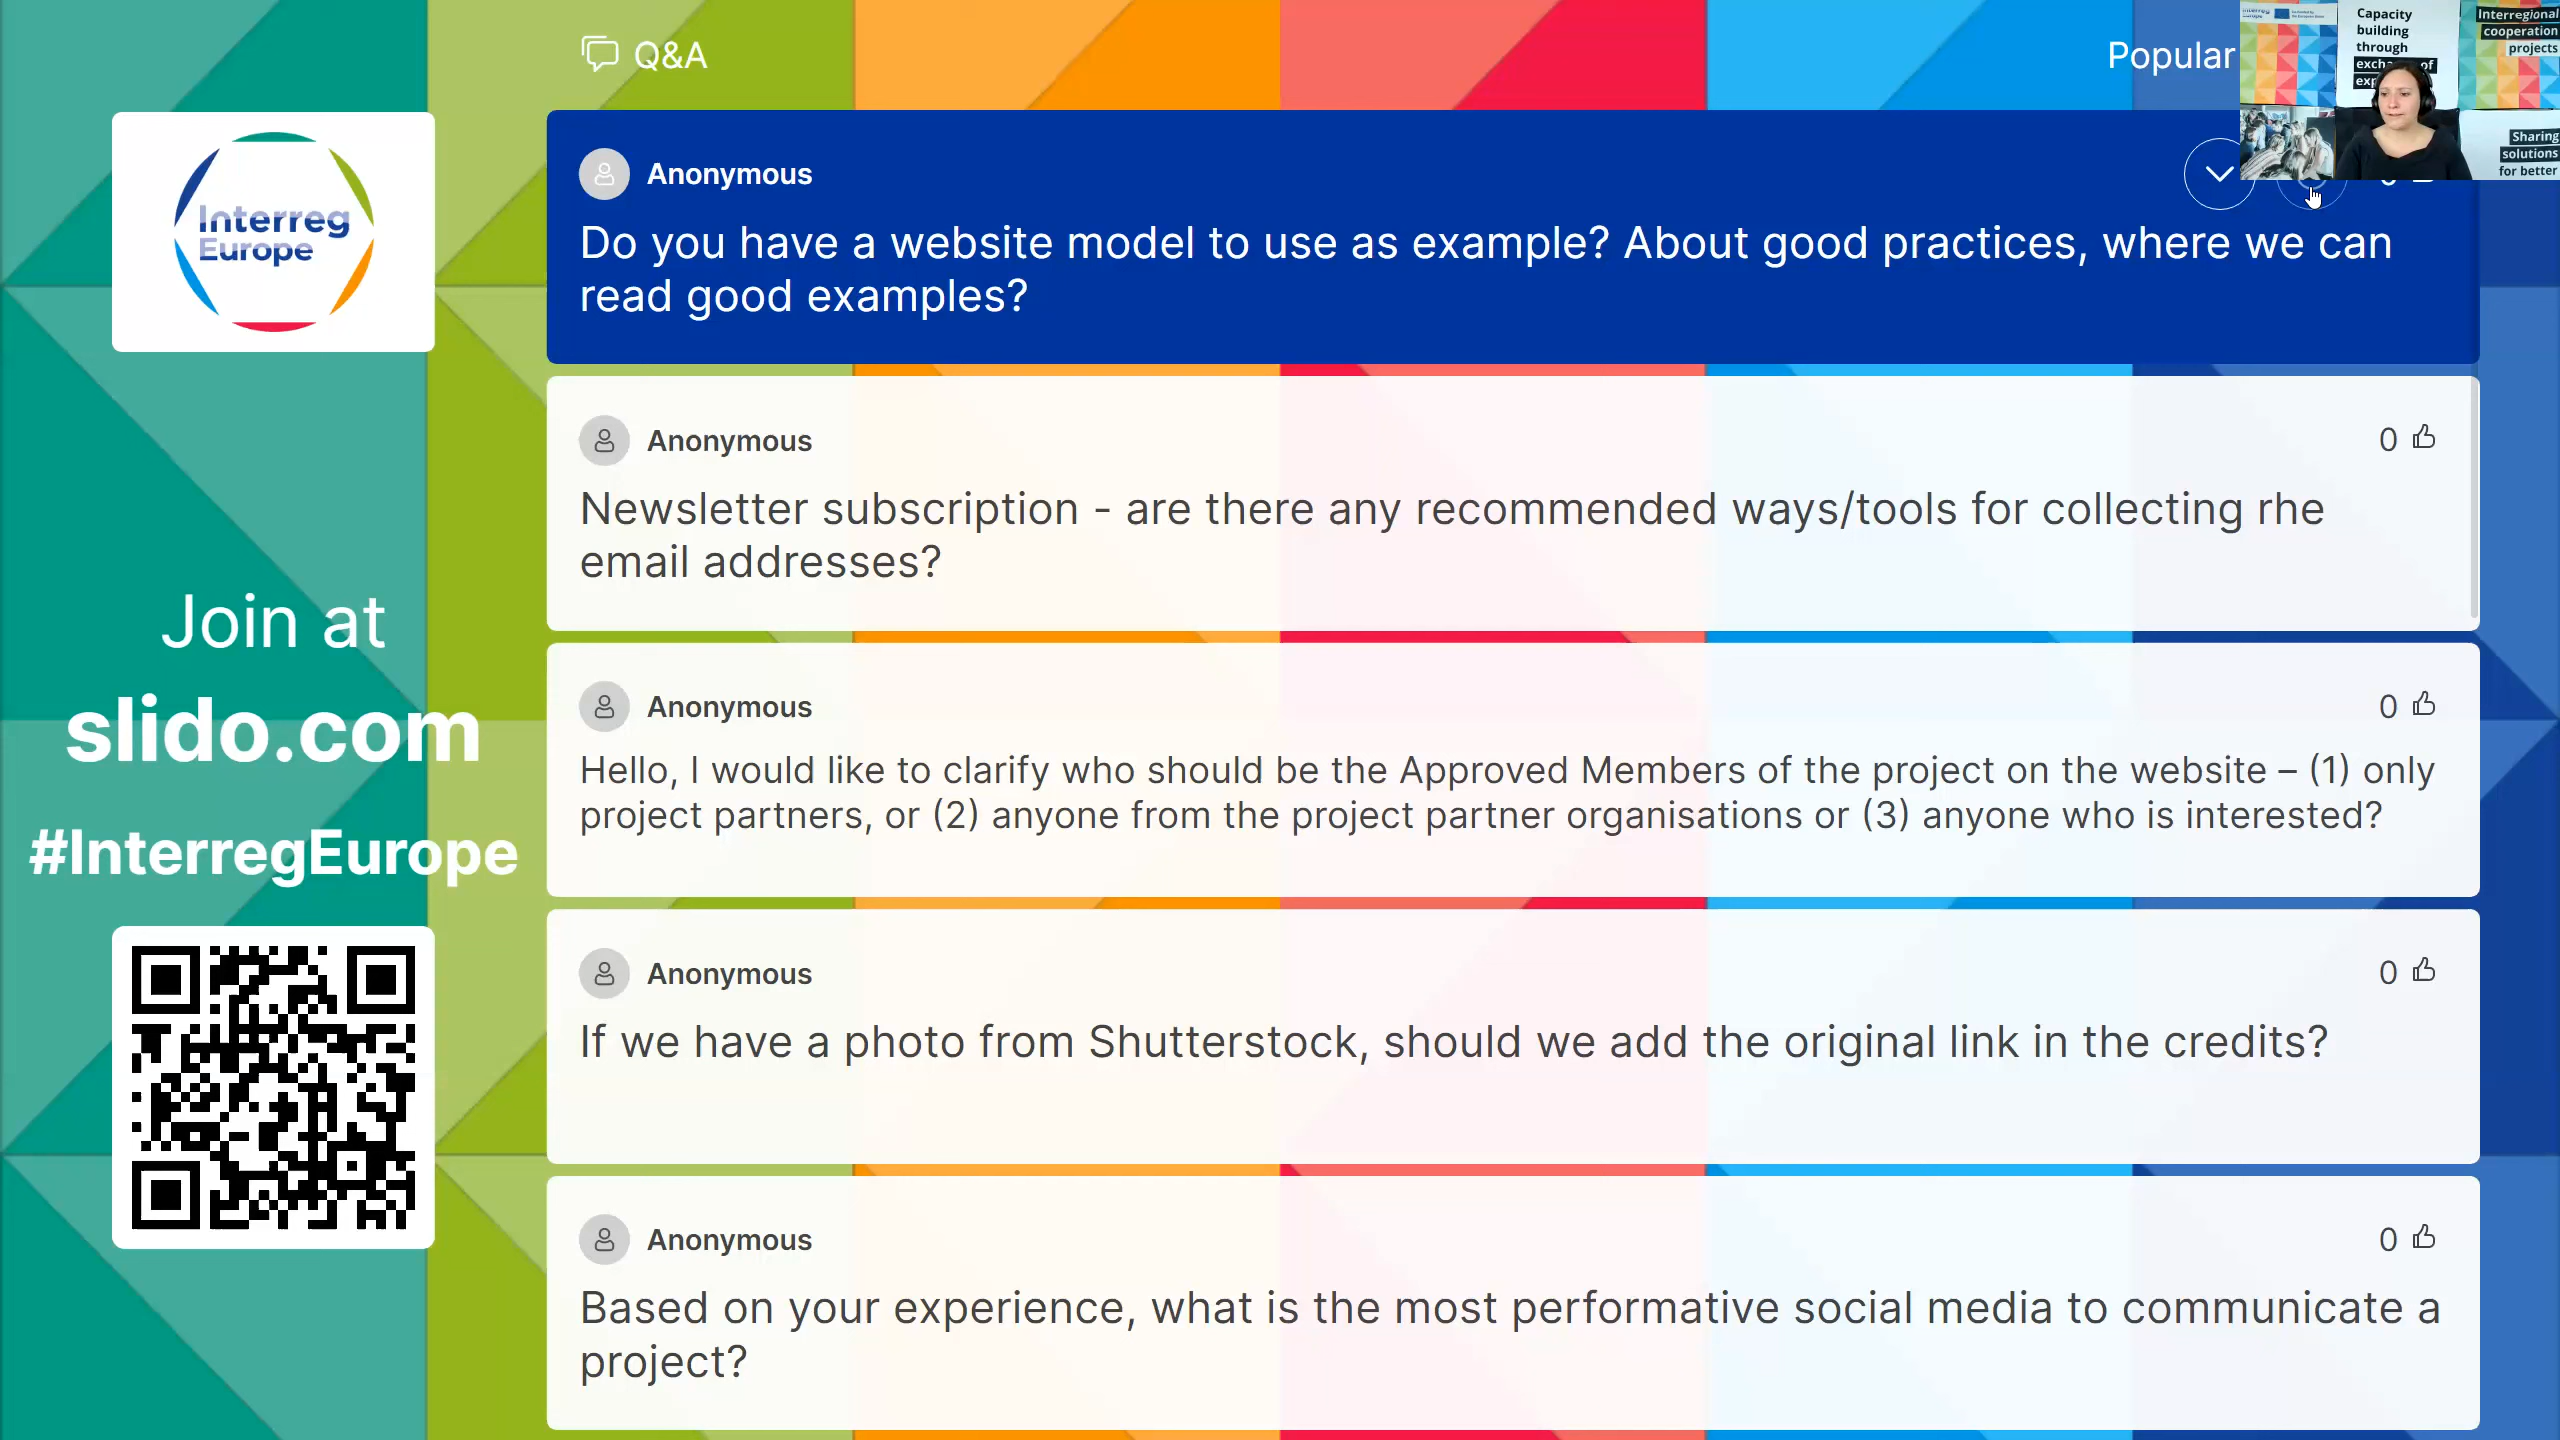 Q&A
Popular
Interreg
Europe
Anonymous
Do you have a website model to use as example? About good practices, where we can
read good examples?
Anonymous
0
Newsletter subscription - are there any recommended ways/tools for collecting rhe
email addresses?
Anonymous
0
Hello, I would like to clarify who should be the Approved Members of the project on the website – (1) only
project partners, or (2) anyone from the project partner organisations or (3) anyone who is interested?
Anonymous
0
If we have a photo from Shutterstock, should we add the original link in the credits?
Anonymous
0
Based on your experience, what is the most performative social media to communicate a
project?
Join at
slido.com
#InterregEurope
Capacity
building
through
of
Interregional
cooperation
projects
Sharing
solutions
for better